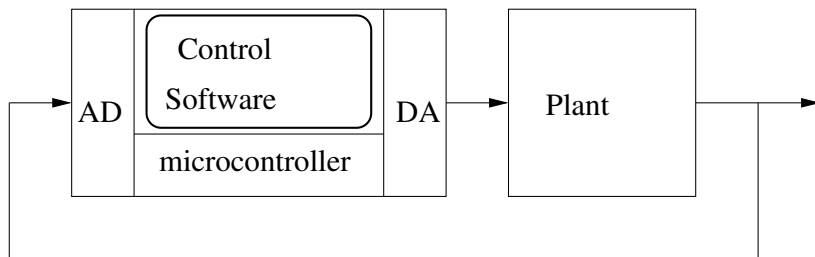 Control
Software
AD
DA
microcontroller
Plant